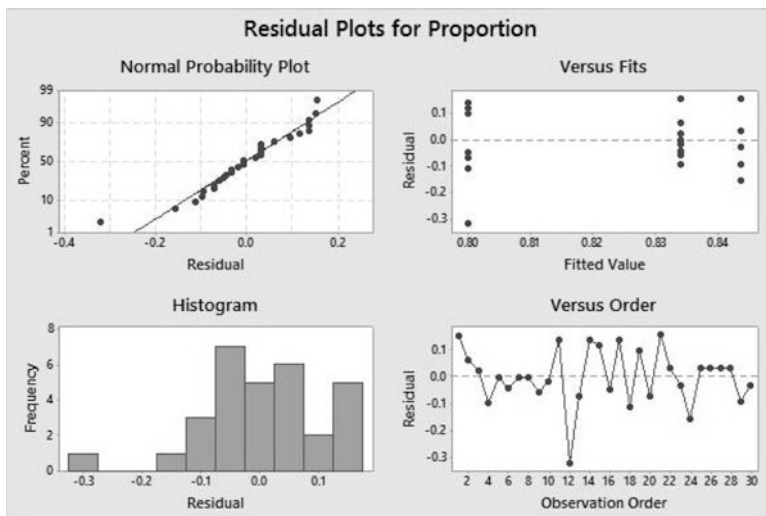 Residual Plots for Proportion
Normal Probability Plot
99
90
50
10
1
Percent
-0.4 -0.2 0.0 0.2
Residual
Versus Fits
0.1
0.0
-0.1
-0.2
-0.3
Residual
0.80 0.81 0.82 0.83 0.84
Fitted Value
Histogram
8
6
4
2
0
Frequency
-0.3 -0.2 -0.1 0.0 0.1
Residual
Versus Order
0.1
0.0
-0.1
-0.2
-0.3
Residual
2 4 6 8 10 12 14 16 18 20 22 24 26 28 30
Observation Order